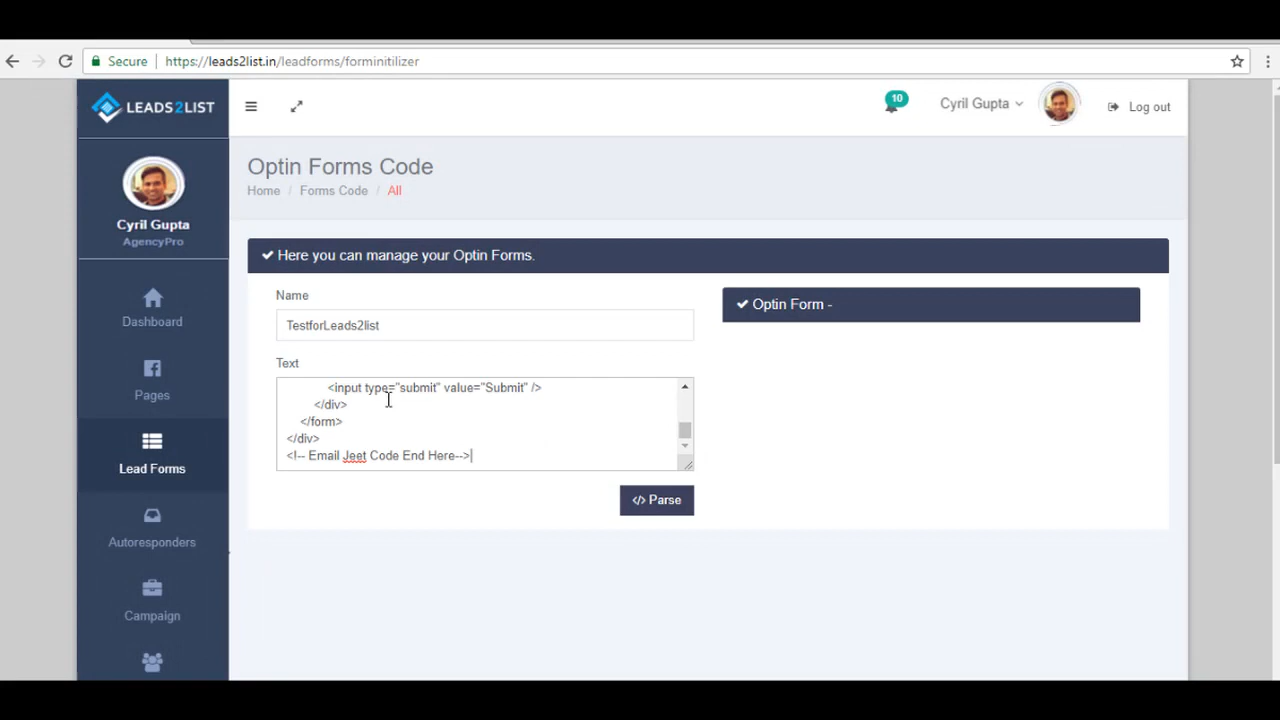 Secure
https://leads2list.in/leadforms/forminitilizer
LEADS2LIST
10
Cyril Gupta
Log out
Cyril Gupta
AgencyPro
Dashboard
Pages
Lead Forms
Autoresponders
Campaign
Optin Forms Code
Home / Forms Code / All
Here you can manage your Optin Forms.
Name
TestforLeads2list
Text
<input type="submit" value="Submit" />
</div>
</form>
</div>
<!-- Email Jeet Code End Here-->
</> Parse
Optin Form -